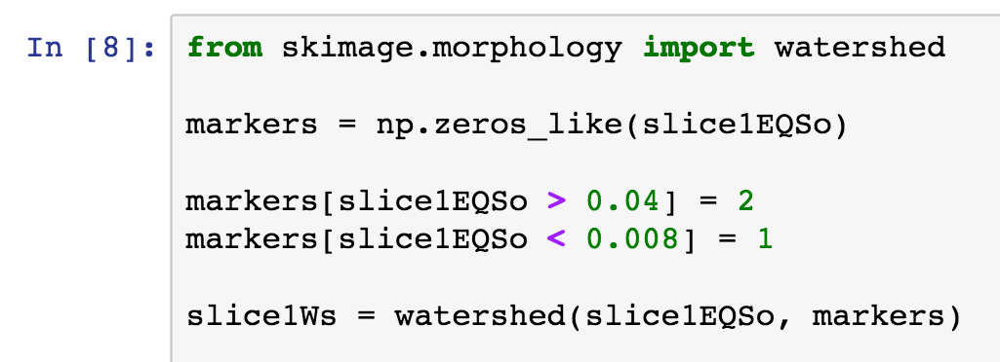 In [8]: from skimage.morphology import watershed
markers = np.zeros_like(slice1EQSo)
markers[slice1EQSo > 0.04] = 2
markers[slice1EQSo < 0.008] = 1
slice1Ws = watershed(slice1EQSo, markers)